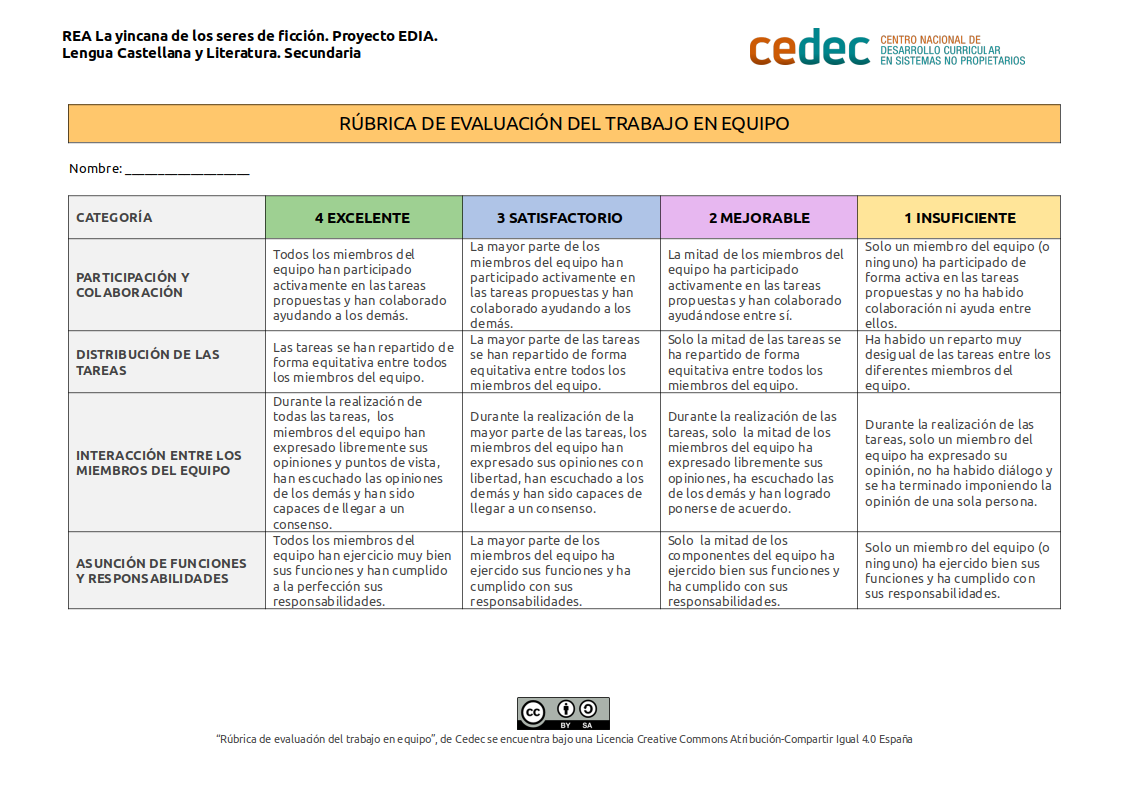 REA La yincana de los seres de ficción. Proyecto EDIA.
Lengua Castellana y Literatura. Secundaria
cedec
CENTRO NACIONAL DE
DESARROLLO CURRICULAR
EN SISTEMAS NO PROPIETARIOS
RÚBRICA DE EVALUACIÓN DEL TRABAJO EN EQUIPO
Nombre: ___________________
CATEGORÍA
4 EXCELENTE
3 SATISFACTORIO
2 MEJORABLE
1 INSUFICIENTE
PARTICIPACIÓN Y
COLABORACIÓN
Todos los miembros del
equipo han participado
activamente en las tareas
propuestas y han colaborado
ayudando a los demás.
La mayor parte de los
miembros del equipo han
participado activamente en
las tareas propuestas y han
colaborado ayudando a los
demás.
La mitad de los miembros del
equipo ha participado
activamente en las tareas
propuestas y han colaborado
ayudándose entre sí.
Solo un miembro del equipo (o
ninguno) ha participado de
forma activa en las tareas
propuestas y no ha habido
colaboración ni ayuda entre
ellos.
DISTRIBUCIÓN DE LAS
TAREAS
Las tareas se han repartido de
forma equitativa entre todos
los miembros del equipo.
La mayor parte de las tareas
se han repartido de forma
equitativa entre todos los
miembros del equipo.
Solo la mitad de las tareas se
ha repartido de forma
equitativa entre todos los
miembros del equipo.
Ha habido un reparto muy
desigual de las tareas entre los
diferentes miembros del
equipo.
INTERACCIÓN ENTRE LOS
MIEMBROS DEL EQUIPO
Durante la realización de
todas las tareas, los
miembros del equipo han
expresado libremente sus
opiniones y puntos de vista,
han escuchado las opiniones
de los demás y han sido
capaces de llegar a un
consenso.
Durante la realización de la
mayor parte de las tareas, los
miembros del equipo han
expresado sus opiniones con
libertad, han escuchado a los
demás y han sido capaces de
llegar a un consenso.
Durante la realización de las
tareas, solo la mitad de los
miembros del equipo ha
expresado libremente sus
opiniones, ha escuchado las
de los demás y han logrado
ponerse de acuerdo.
Durante la realización de las
tareas, solo un miembro del
equipo ha expresado su
opinión, no ha habido diálogo y
se ha terminado imponiendo la
opinión de una sola persona.
ASUNCIÓN DE FUNCIONES
Y RESPONSABILIDADES
Todos los miembros del
equipo han ejercicio muy bien
sus funciones y han cumplido
a la perfección sus
responsabilidades.
La mayor parte de los
miembros del equipo ha
ejercido sus funciones y ha
cumplido con sus
responsabilidades.
Solo la mitad de los
componentes del equipo ha
ejercido bien sus funciones y
ha cumplido con sus
responsabilidades.
Solo un miembro del equipo (o
ninguno) ha ejercido bien sus
funciones y ha cumplido con
sus responsabilidades.
cc
BY SA
“Rúbrica de evaluación del trabajo en equipo”, de Cedec se encuentra bajo una Licencia Creative Commons Atribución-Compartir Igual 4.0 España